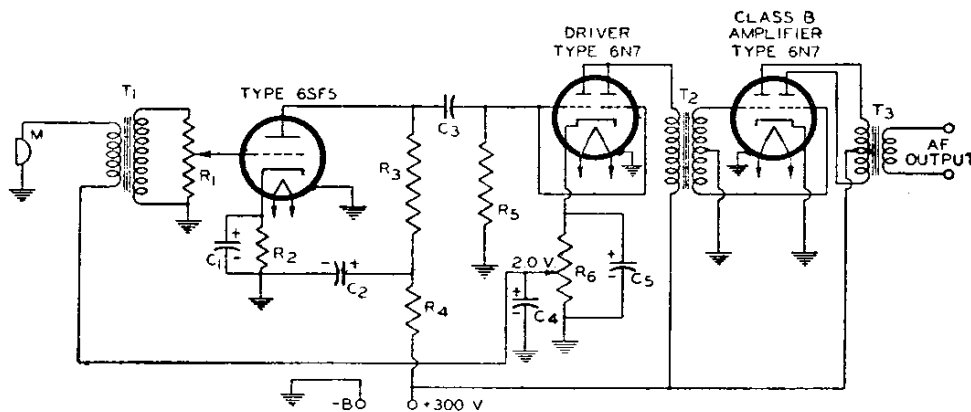 DRIVER
TYPE 6N7
CLASS B
AMPLIFIER
TYPE 6N7
T1
TYPE 6SF5
M
R1
C3
R3
R5
T2
T3
AF
OUTPUT
C1
+
-
R2
- +
C2
R4
20 V
+
-
C4
R6
+
-
C5
-B
+300 V